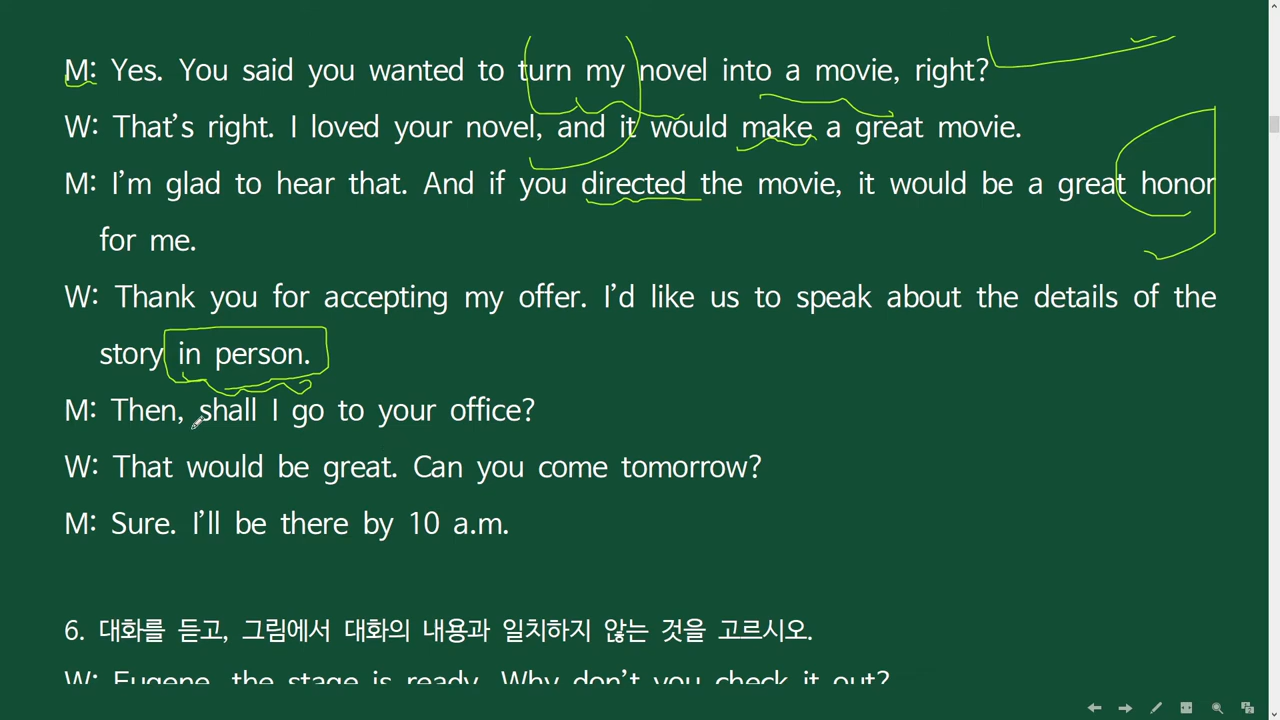 M: Yes. You said you wanted to turn my novel into a movie, right?
W: That's right. I loved your novel, and it would make a great movie.
M: I'm glad to hear that. And if you directed the movie, it would be a great honor
for me.
W: Thank you for accepting my offer. I'd like us to speak about the details of the
story in person.
M: Then, shall I go to your office?
W: That would be great. Can you come tomorrow?
M: Sure. I'll be there by 10 a.m.
6. 대화를 듣고, 그림에서 대화의 내용과 일치하지 않는 것을 고르시오.
W: Eugene, the stage is ready. Why don't you check it out?